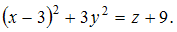 (x − 3)² + 3y² = z + 9.